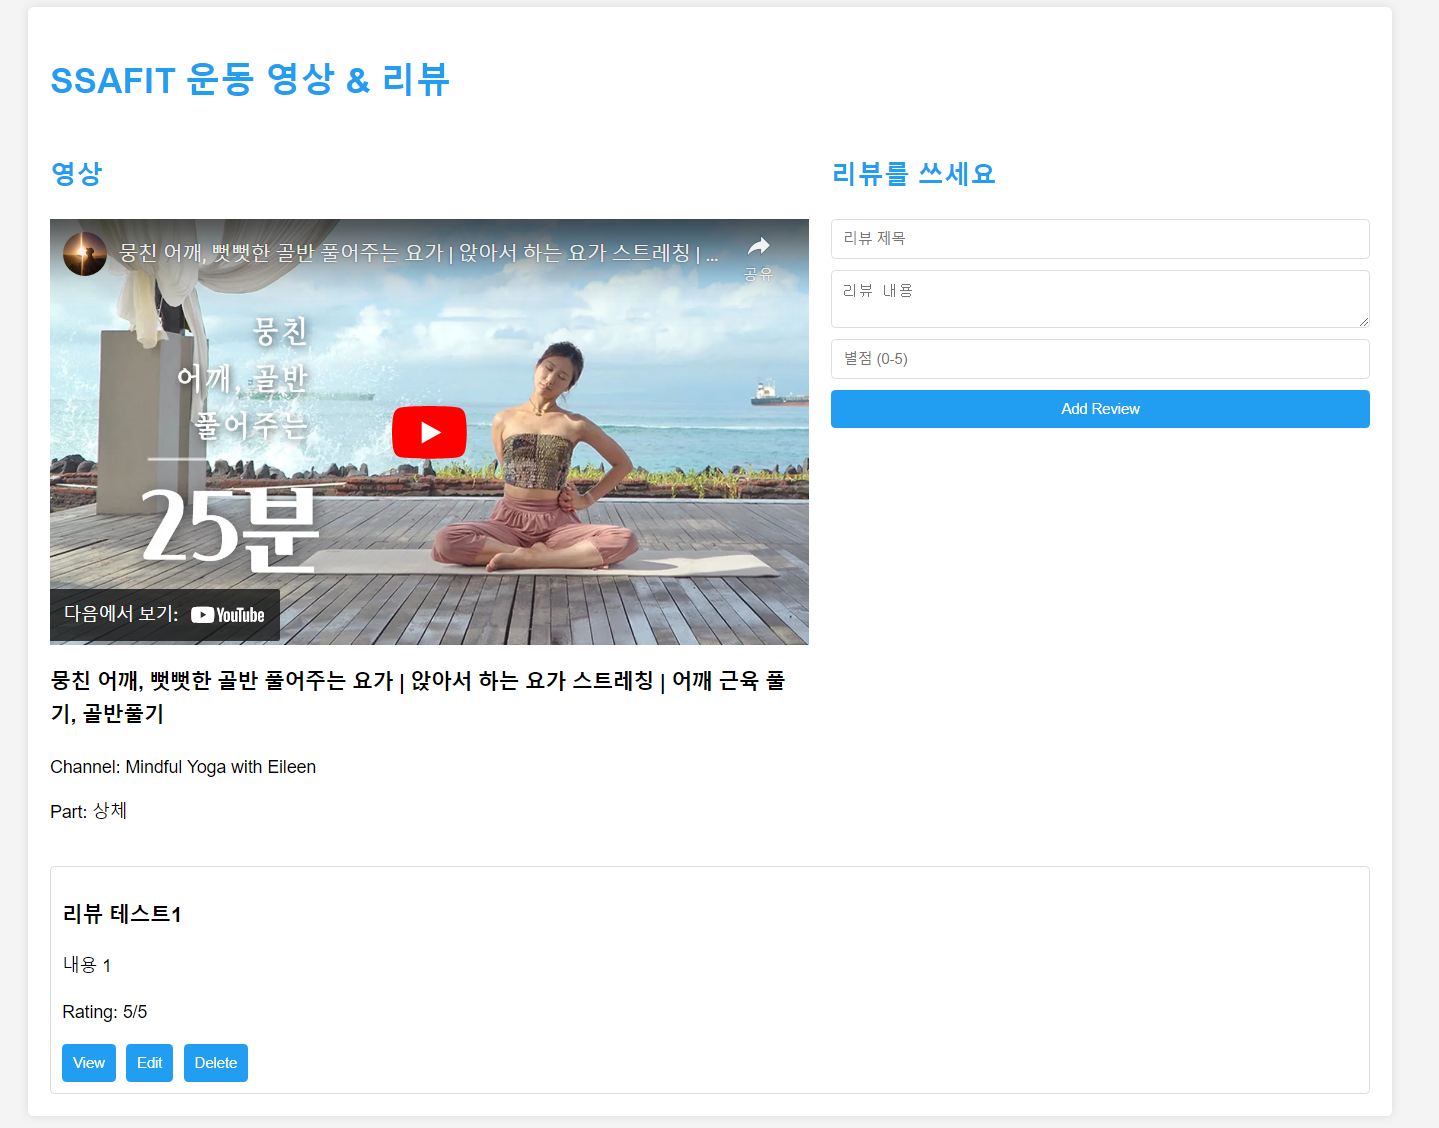 SSAFIT 운동 영상 & 리뷰
영상
뭉친 어깨, 뻣뻣한 골반 풀어주는 요가 | 앉아서 하는 요가 스트레칭 | ...
공유
뭉친
어깨, 골반
풀어주는
25분
다음에서 보기: YouTube
뭉친 어깨, 뻣뻣한 골반 풀어주는 요가 | 앉아서 하는 요가 스트레칭 | 어깨 근육 풀
기, 골반풀기
Channel: Mindful Yoga with Eileen
Part: 상체
리뷰를 쓰세요
리뷰 제목
리뷰 내용
별점 (0-5)
Add Review
리뷰 테스트1
내용 1
Rating: 5/5
View Edit Delete